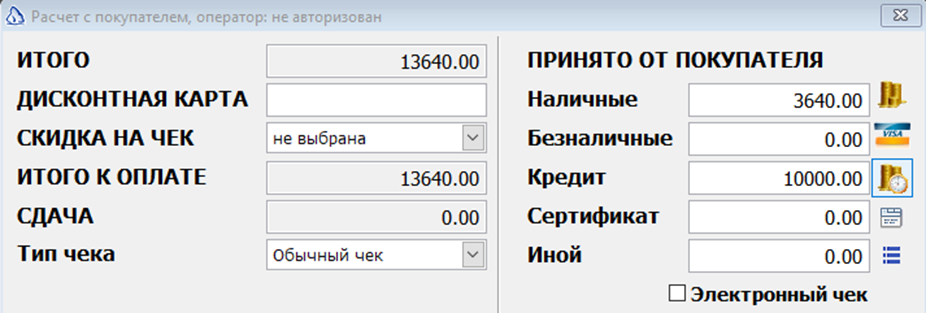 Расчет с покупателем, оператор: не авторизован
ИТОГО 13640.00
ДИСКОНТНАЯ КАРТА
СКИДКА НА ЧЕК не выбрана
ИТОГО К ОПЛАТЕ 13640.00
СДАЧА 0.00
Тип чека Обычный чек
ПРИНЯТО ОТ ПОКУПАТЕЛЯ
Наличные 3640.00
Безналичные 0.00 VISA
Кредит 10000.00
Сертификат 0.00
Иной 0.00
Электронный чек